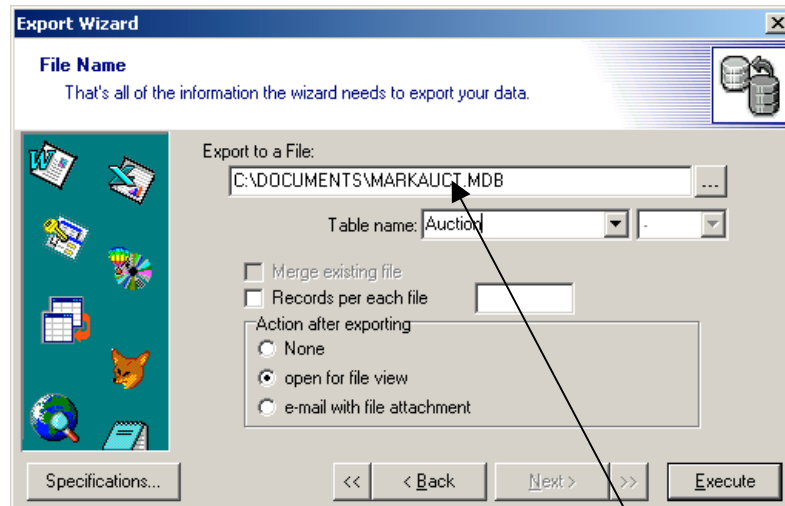 Export Wizard
File Name
That's all of the information the wizard needs to export your data.
Export to a File:
C:\DOCUMENTS\MARKAUCT.MDB
...
Table name: Auction -
Merge existing file
Records per each file
Action after exporting
None
open for file view
e-mail with file attachment
Specifications... << < Back Next > >> Execute